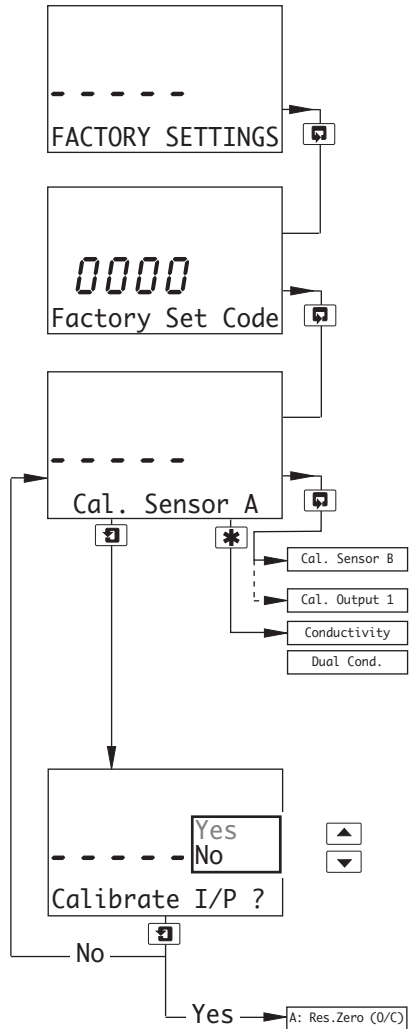 - - - - -
FACTORY SETTINGS
0000
Factory Set Code
- - - - -
Cal. Sensor A
Cal. Sensor B
Cal. Output 1
Conductivity
Dual Cond.
Yes
- - - - - No
Calibrate I/P ?
No
Yes
A: Res.Zero (O/C)